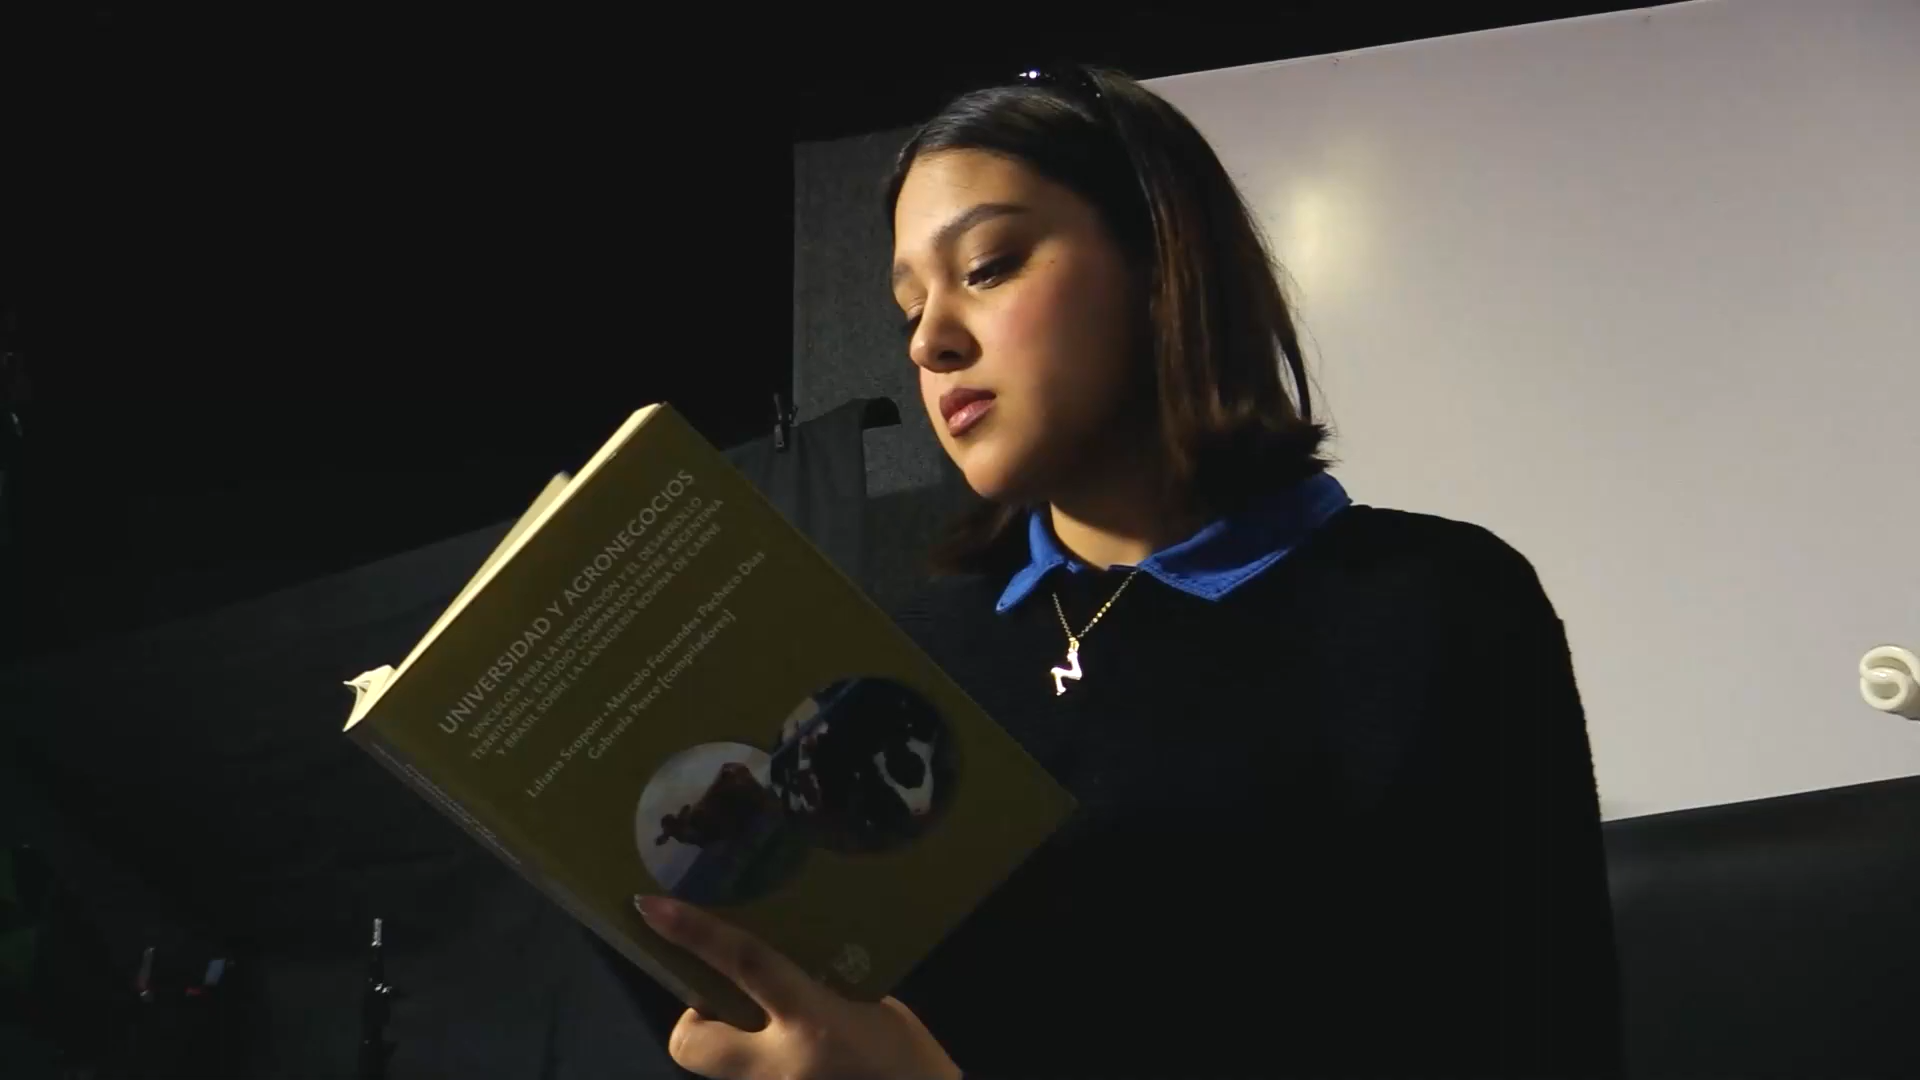 UNIVERSIDAD Y AGRONEGOCIOS
VÍNCULOS PARA LA INNOVACIÓN Y EL DESARROLLO
TERRITORIAL. ESTUDIO COMPARADO ENTRE ARGENTINA
Y BRASIL SOBRE LA GANADERÍA BOVINA DE CARNE
Liliana Scoponi • Marcelo Fernandes Pacheco Dias
Gabriela Pesce [compiladores]
N